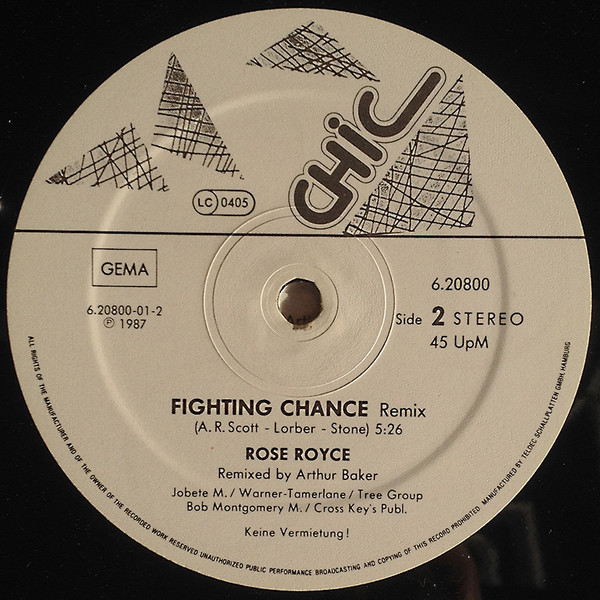 CHIC
LC 0405
GEMA
6.20800
6.20800-01-2
℗ 1987
Side 2 STEREO
45 UpM
FIGHTING CHANCE Remix
(A. R. Scott - Lorber - Stone) 5:26
ROSE ROYCE
Remixed by Arthur Baker
Jobete M. / Warner-Tamerlane / Tree Group
Bob Montgomery M. / Cross Key's Publ.
Keine Vermietung!
ALL RIGHTS OF THE MANUFACTURER AND OF THE OWNER OF THE RECORDED WORK RESERVED UNAUTHORIZED PUBLIC PERFORMANCE BROADCASTING AND COPYING OF THIS RECORD PROHIBITED MANUFACTURED BY TELDEC SCHALLPLATTEN GMBH, HAMBURG